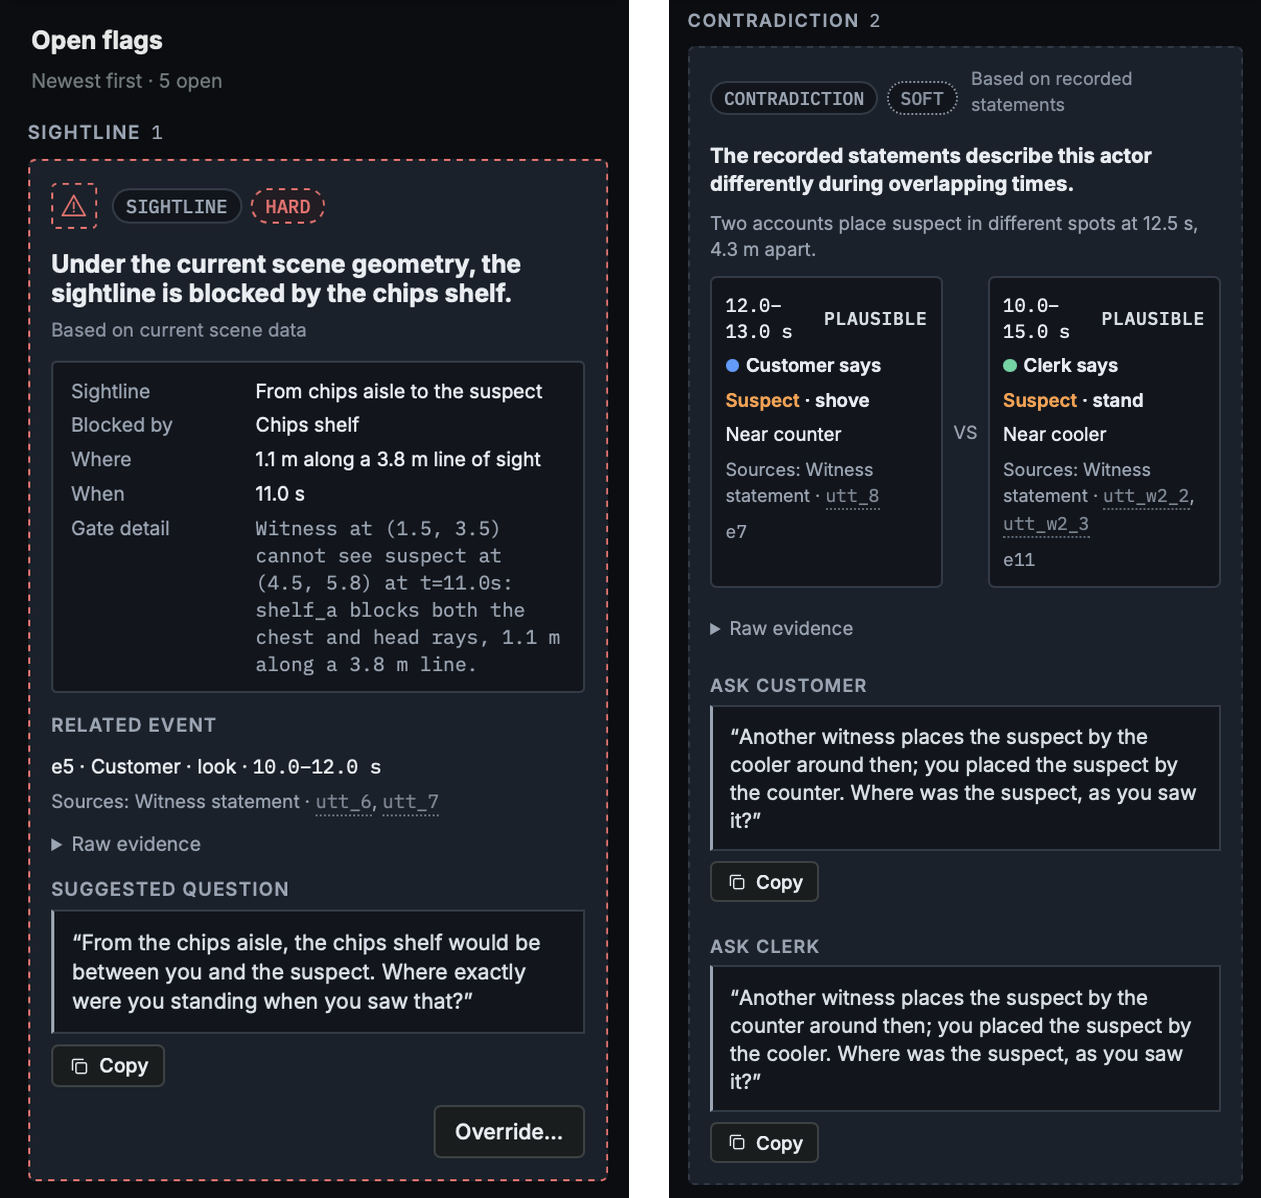 Open flags
Newest first · 5 open
SIGHTLINE 1
SIGHTLINE HARD
Under the current scene geometry, the
sightline is blocked by the chips shelf.
Based on current scene data
Sightline From chips aisle to the suspect
Blocked by Chips shelf
Where 1.1 m along a 3.8 m line of sight
When 11.0 s
Gate detail Witness at (1.5, 3.5)
cannot see suspect at
(4.5, 5.8) at t=11.0s:
shelf_a blocks both the
chest and head rays, 1.1 m
along a 3.8 m line.
RELATED EVENT
e5 · Customer · look · 10.0–12.0 s
Sources: Witness statement · utt_6, utt_7
▶ Raw evidence
SUGGESTED QUESTION
“From the chips aisle, the chips shelf would be
between you and the suspect. Where exactly
were you standing when you saw that?”
Copy
Override...
CONTRADICTION 2
CONTRADICTION SOFT
Based on recorded
statements
The recorded statements describe this actor
differently during overlapping times.
Two accounts place suspect in different spots at 12.5 s,
4.3 m apart.
12.0–
13.0 s
PLAUSIBLE
Customer says
Suspect · shove
Near counter
Sources: Witness
statement · utt_8
e7
VS
10.0–
15.0 s
PLAUSIBLE
Clerk says
Suspect · stand
Near cooler
Sources: Witness
statement · utt_w2_2,
utt_w2_3
e11
▶ Raw evidence
ASK CUSTOMER
“Another witness places the suspect by the
cooler around then; you placed the suspect by
the counter. Where was the suspect, as you saw
it?”
Copy
ASK CLERK
“Another witness places the suspect by the
counter around then; you placed the suspect by
the cooler. Where was the suspect, as you saw
it?”
Copy